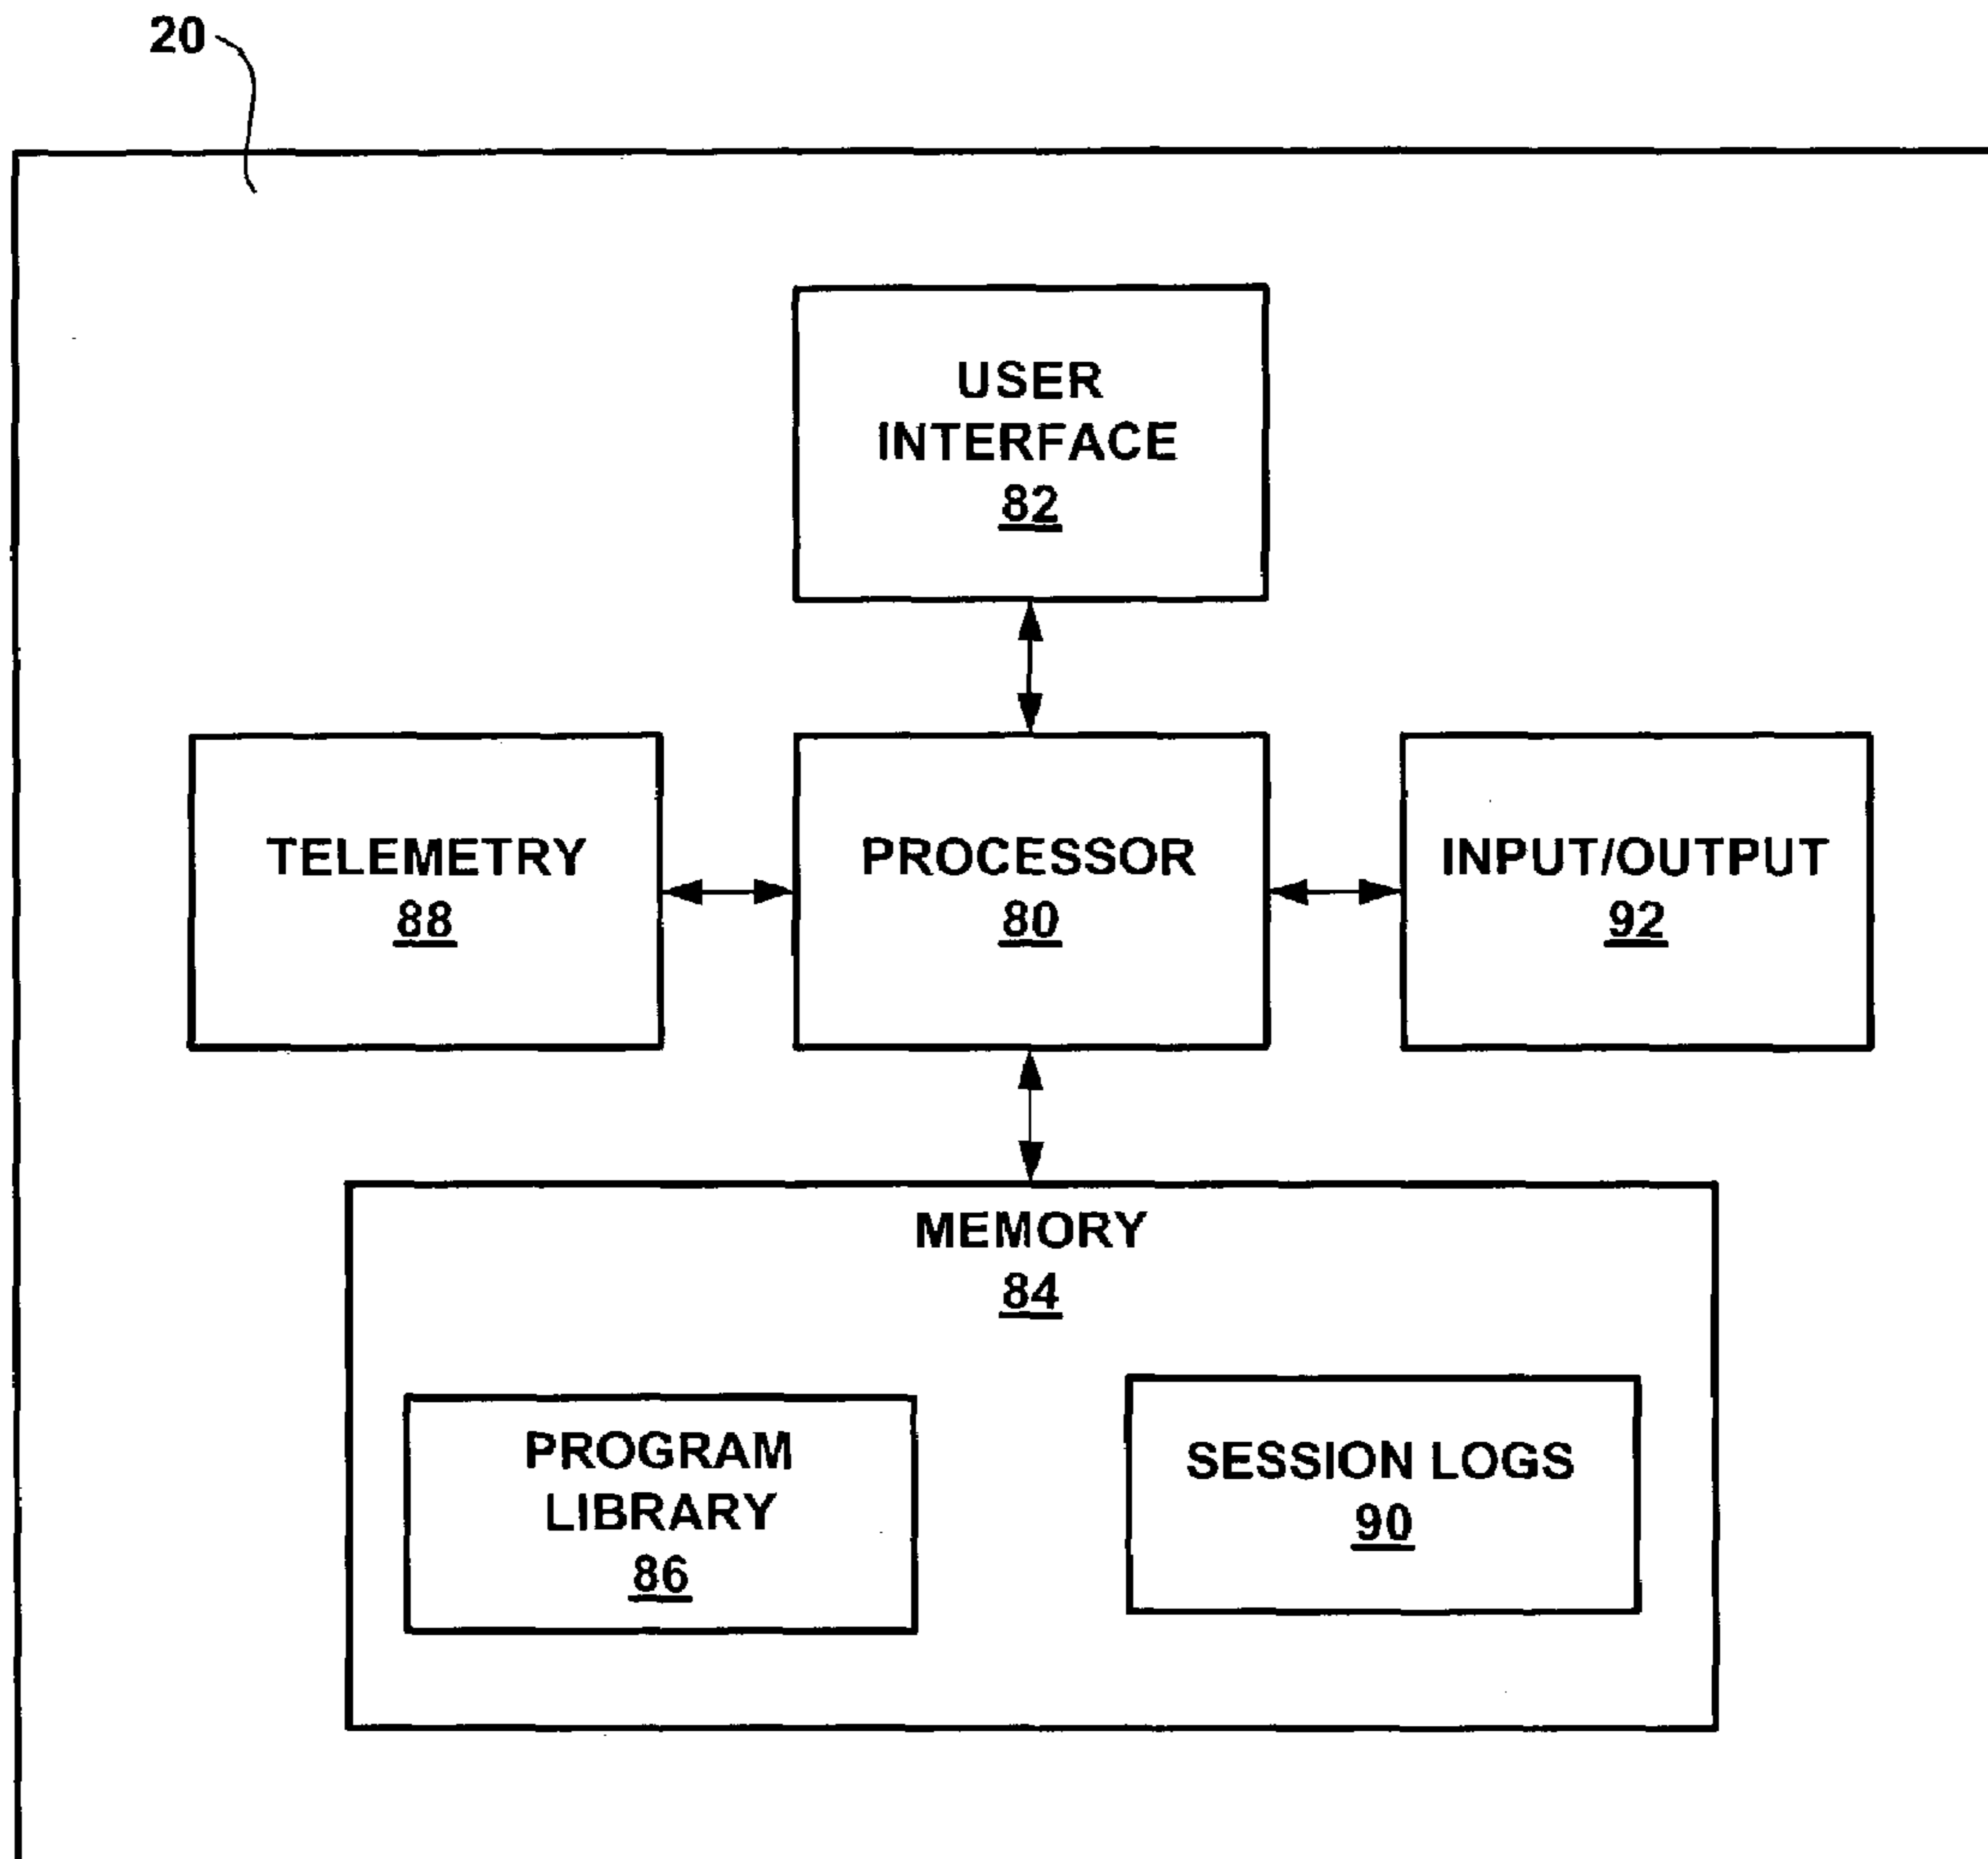 20
USER
INTERFACE
82
TELEMETRY
88
PROCESSOR
80
INPUT/OUTPUT
92
MEMORY
84
PROGRAM
LIBRARY
86
SESSION LOGS
90